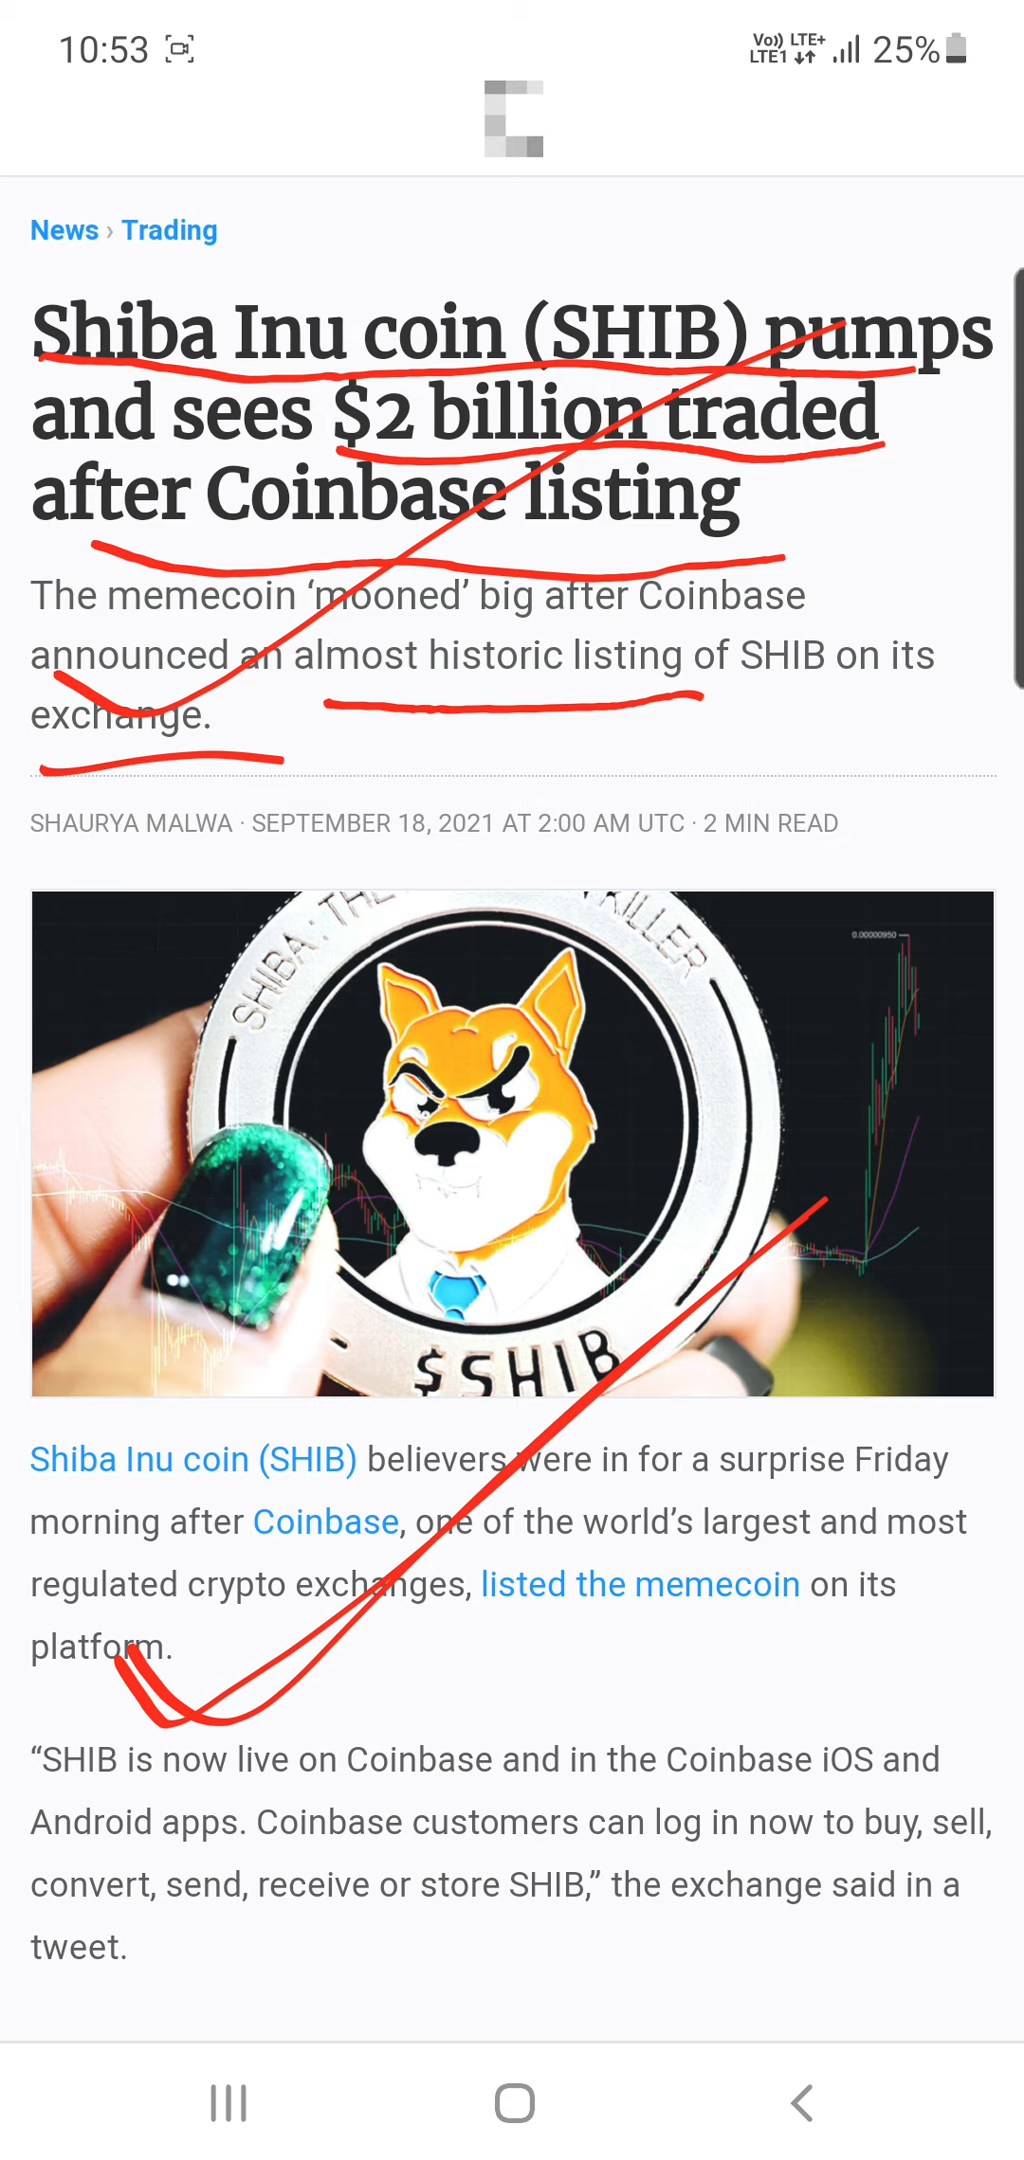 10:53
Vo)) LTE+
LTE1
25%
News › Trading
Shiba Inu coin (SHIB) pumps
and sees $2 billion traded
after Coinbase listing
The memecoin ‘mooned’ big after Coinbase
announced an almost historic listing of SHIB on its
exchange.
SHAURYA MALWA · SEPTEMBER 18, 2021 AT 2:00 AM UTC · 2 MIN READ
SHIBA : THE KILLER
0.00000950
$SHIB
Shiba Inu coin (SHIB) believers were in for a surprise Friday
morning after Coinbase, one of the world’s largest and most
regulated crypto exchanges, listed the memecoin on its
platform.
“SHIB is now live on Coinbase and in the Coinbase iOS and
Android apps. Coinbase customers can log in now to buy, sell,
convert, send, receive or store SHIB,” the exchange said in a
tweet.